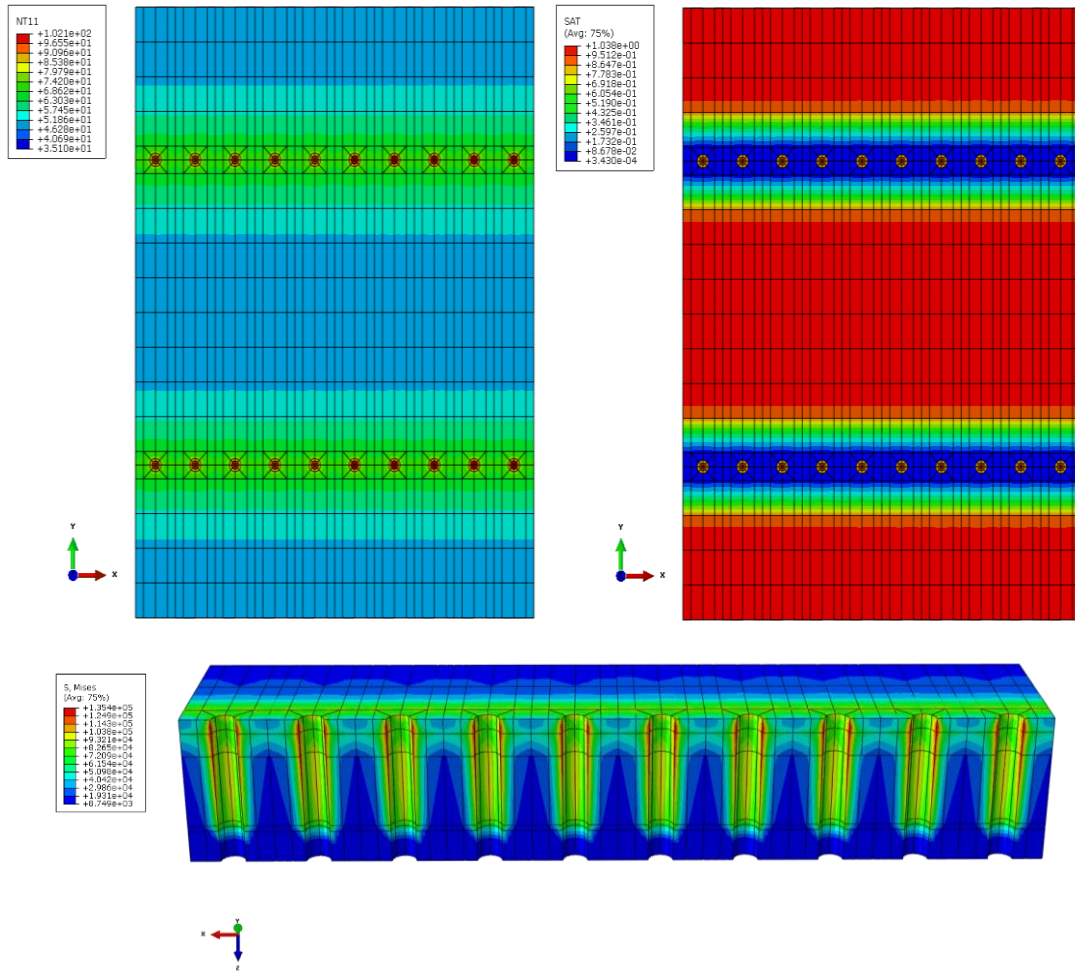 NT11
+1.021e+02
+9.655e+01
+9.096e+01
+8.538e+01
+7.979e+01
+7.420e+01
+6.862e+01
+6.303e+01
+5.745e+01
+5.186e+01
+4.628e+01
+4.069e+01
+3.510e+01
Y
X
SAT
(Avg: 75%)
+1.038e+00
+9.512e-01
+8.647e-01
+7.783e-01
+6.918e-01
+6.054e-01
+5.190e-01
+4.325e-01
+3.461e-01
+2.597e-01
+1.732e-01
+8.678e-02
+3.430e-04
Y
X
S, Mises
(Avg: 75%)
+1.354e+05
+1.249e+05
+1.143e+05
+1.038e+05
+9.321e+04
+8.265e+04
+7.209e+04
+6.154e+04
+5.098e+04
+4.042e+04
+2.986e+04
+1.931e+04
+8.749e+03
Y
X
Z